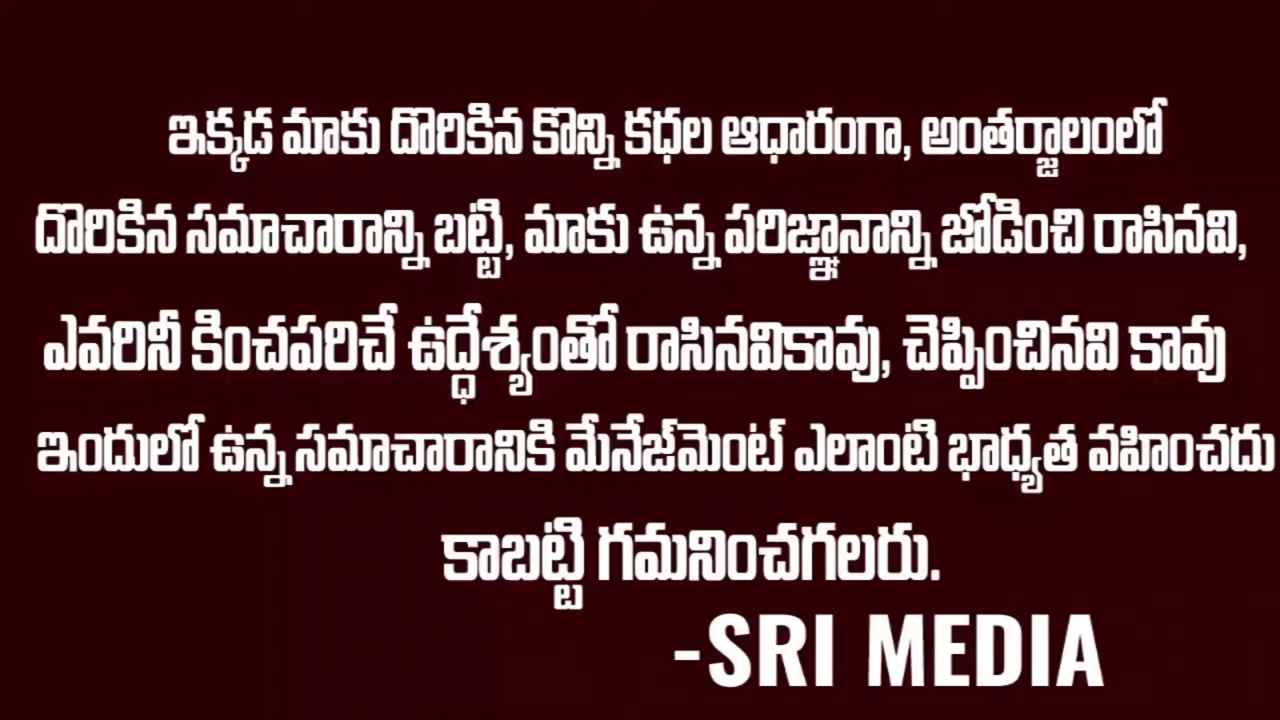 ఇక్కడ మాకు దొరికిన కొన్ని కధల ఆధారంగా, అంతర్జాలంలో
దొరికిన సమాచారాన్ని బట్టి, మాకు ఉన్న పరిజ్ఞానాన్ని జోడించి రాసినవి,
ఎవరినీ కించపరిచే ఉద్ధేశ్యంతో రాసినవికావు, చెప్పించినవి కావు
ఇందులో ఉన్న సమాచారానికి మేనేజ్‌మెంట్ ఎలాంటి భాధ్యత వహించదు
కాబట్టి గమనించగలరు.
-SRI MEDIA